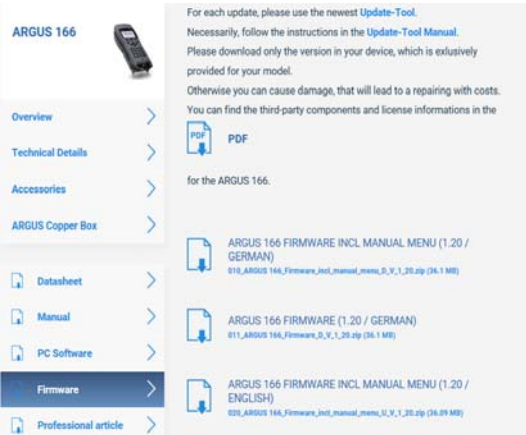 ARGUS 166
Overview
Technical Details
Accessories
ARGUS Copper Box
Datasheet
Manual
PC Software
Firmware
Professional article
For each update, please use the newest Update-Tool.
Necessarily, follow the instructions in the Update-Tool Manual.
Please download only the version in your device, which is exlusively
provided for your model.
Otherwise you can cause damage, that will lead to a repairing with costs.
You can find the third-party components and license informations in the
PDF PDF
for the ARGUS 166.
ARGUS 166 FIRMWARE INCL MANUAL MENU (1.20 /
GERMAN)
010_ARGUS 166_Firmware_incl_manual_menu_D_V_1_20.zip (36.1 MB)
ARGUS 166 FIRMWARE (1.20 / GERMAN)
011_ARGUS 166_Firmware_D_V_1_20.zip (36.1 MB)
ARGUS 166 FIRMWARE INCL MANUAL MENU (1.20 /
ENGLISH)
020_ARGUS 166_Firmware_incl_manual_menu_U_V_1_20.zip (36.09 MB)